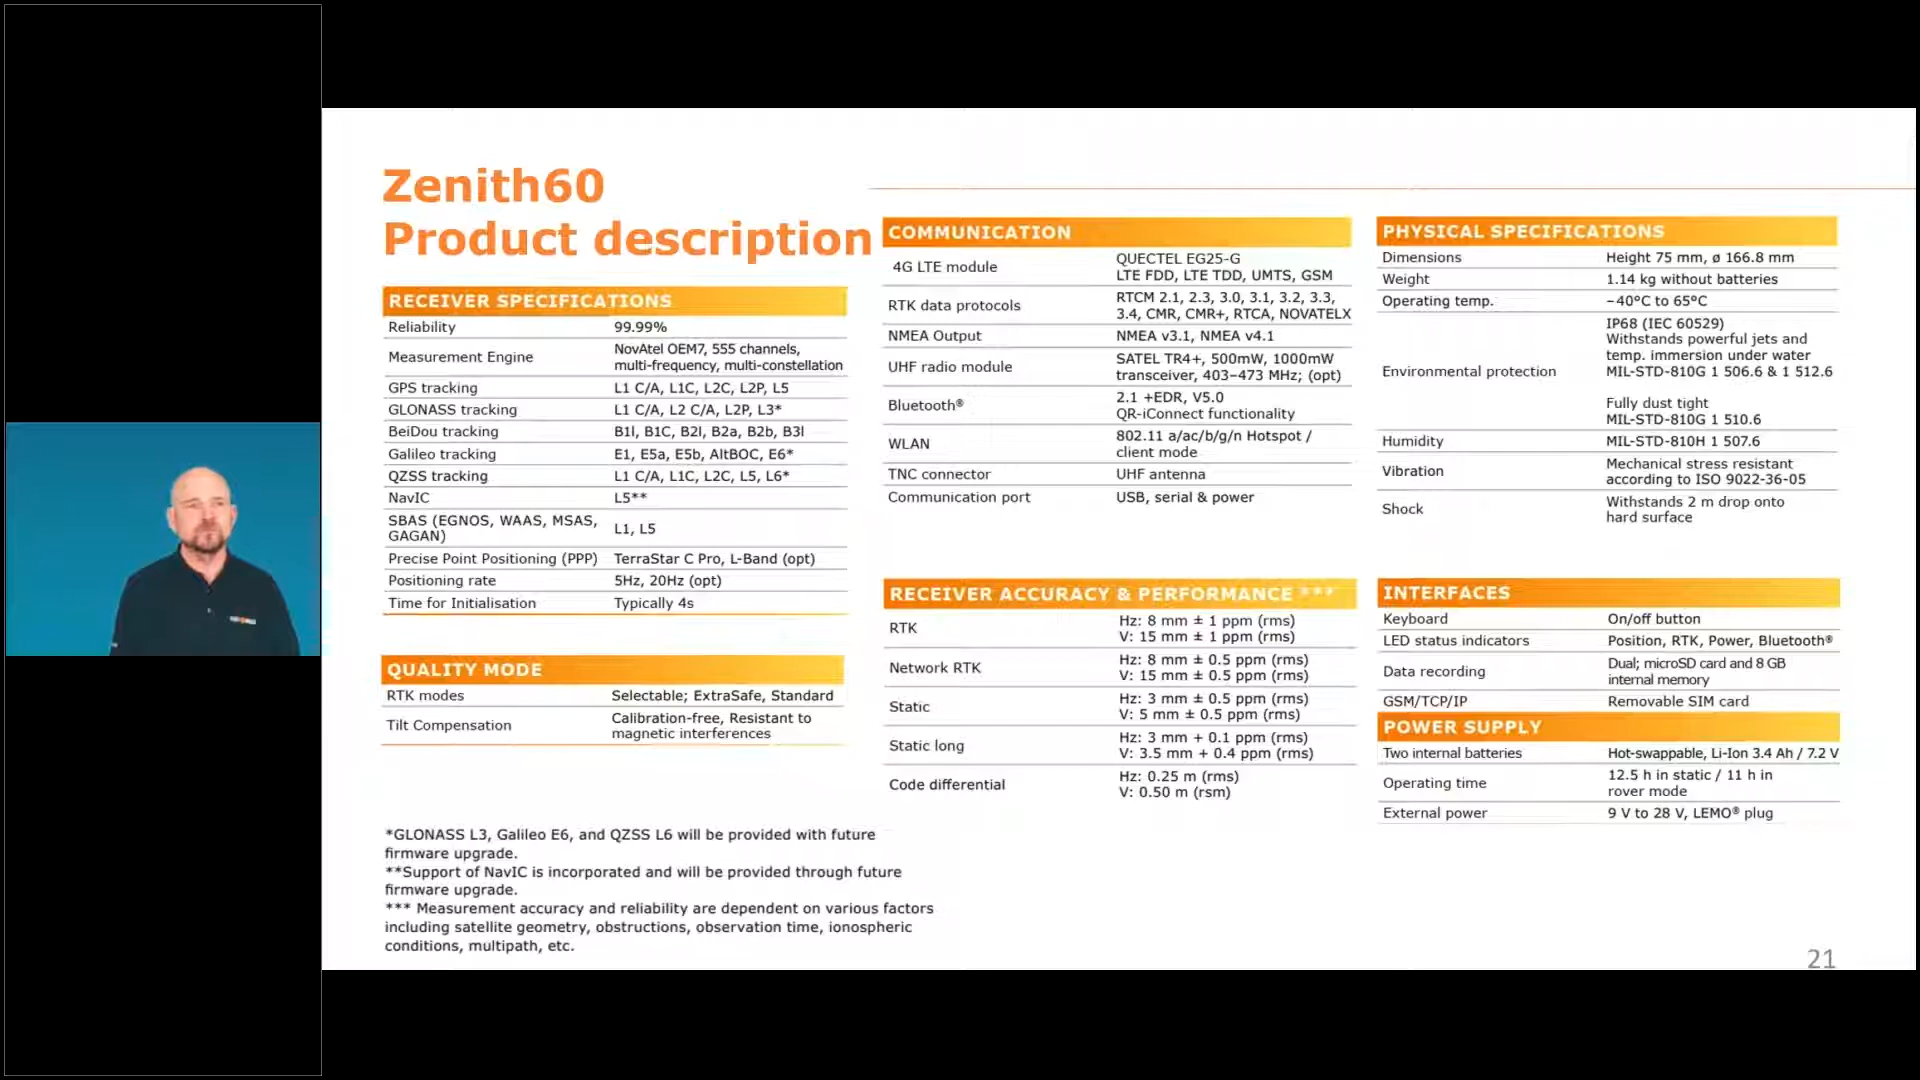 Zenith60
Product description
RECEIVER SPECIFICATIONS
Reliability 99.99%
Measurement Engine NovAtel OEM7, 555 channels,
multi-frequency, multi-constellation
GPS tracking L1 C/A, L1C, L2C, L2P, L5
GLONASS tracking L1 C/A, L2 C/A, L2P, L3*
BeiDou tracking B1I, B1C, B2I, B2a, B2b, B3I
Galileo tracking E1, E5a, E5b, AltBOC, E6*
QZSS tracking L1 C/A, L1C, L2C, L5, L6*
NavIC L5**
SBAS (EGNOS, WAAS, MSAS,
GAGAN) L1, L5
Precise Point Positioning (PPP) TerraStar C Pro, L-Band (opt)
Positioning rate 5Hz, 20Hz (opt)
Time for Initialisation Typically 4s
QUALITY MODE
RTK modes Selectable; ExtraSafe, Standard
Tilt Compensation Calibration-free, Resistant to
magnetic interferences
*GLONASS L3, Galileo E6, and QZSS L6 will be provided with future
firmware upgrade.
**Support of NavIC is incorporated and will be provided through future
firmware upgrade.
*** Measurement accuracy and reliability are dependent on various factors
including satellite geometry, obstructions, observation time, ionospheric
conditions, multipath, etc.
COMMUNICATION
4G LTE module QUECTEL EG25-G
LTE FDD, LTE TDD, UMTS, GSM
RTK data protocols RTCM 2.1, 2.3, 3.0, 3.1, 3.2, 3.3,
3.4, CMR, CMR+, RTCA, NOVATELX
NMEA Output NMEA v3.1, NMEA v4.1
UHF radio module SATEL TR4+, 500mW, 1000mW
transceiver, 403–473 MHz; (opt)
Bluetooth® 2.1 +EDR, V5.0
QR-iConnect functionality
WLAN 802.11 a/ac/b/g/n Hotspot /
client mode
TNC connector UHF antenna
Communication port USB, serial & power
RECEIVER ACCURACY & PERFORMANCE ***
RTK Hz: 8 mm ± 1 ppm (rms)
V: 15 mm ± 1 ppm (rms)
Network RTK Hz: 8 mm ± 0.5 ppm (rms)
V: 15 mm ± 0.5 ppm (rms)
Static Hz: 3 mm ± 0.5 ppm (rms)
V: 5 mm ± 0.5 ppm (rms)
Static long Hz: 3 mm + 0.1 ppm (rms)
V: 3.5 mm + 0.4 ppm (rms)
Code differential Hz: 0.25 m (rms)
V: 0.50 m (rsm)
PHYSICAL SPECIFICATIONS
Dimensions Height 75 mm, ø 166.8 mm
Weight 1.14 kg without batteries
Operating temp. –40°C to 65°C
Environmental protection IP68 (IEC 60529)
Withstands powerful jets and
temp. immersion under water
MIL-STD-810G 1 506.6 & 1 512.6
Fully dust tight
MIL-STD-810G 1 510.6
Humidity MIL-STD-810H 1 507.6
Vibration Mechanical stress resistant
according to ISO 9022-36-05
Shock Withstands 2 m drop onto
hard surface
INTERFACES
Keyboard On/off button
LED status indicators Position, RTK, Power, Bluetooth®
Data recording Dual; microSD card and 8 GB
internal memory
GSM/TCP/IP Removable SIM card
POWER SUPPLY
Two internal batteries Hot-swappable, Li-Ion 3.4 Ah / 7.2 V
Operating time 12.5 h in static / 11 h in
rover mode
External power 9 V to 28 V, LEMO® plug
21